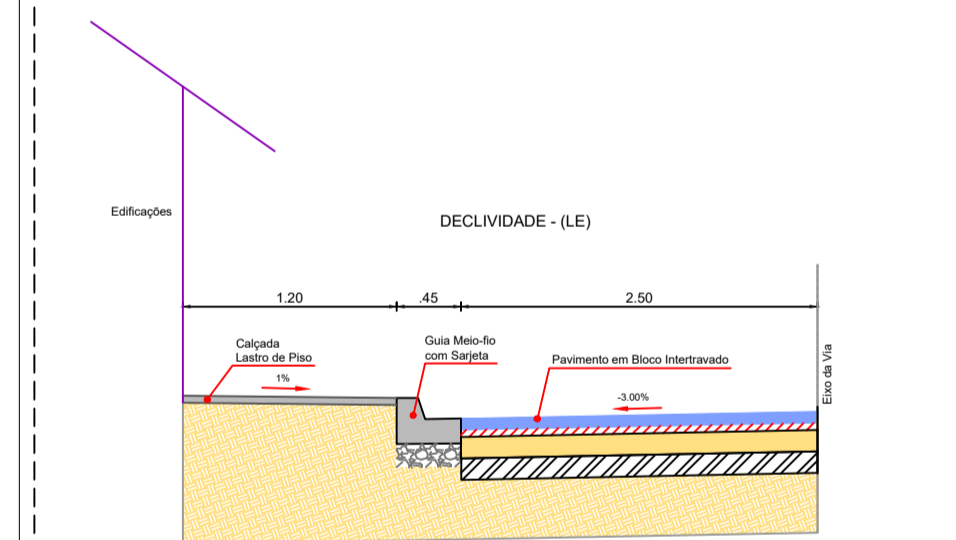 Edificações
DECLIVIDADE - (LE)
1.20
.45
2.50
Calçada
Lastro de Piso
1%
Guia Meio-fio
com Sarjeta
Pavimento em Bloco Intertravado
-3.00%
Eixo da Via